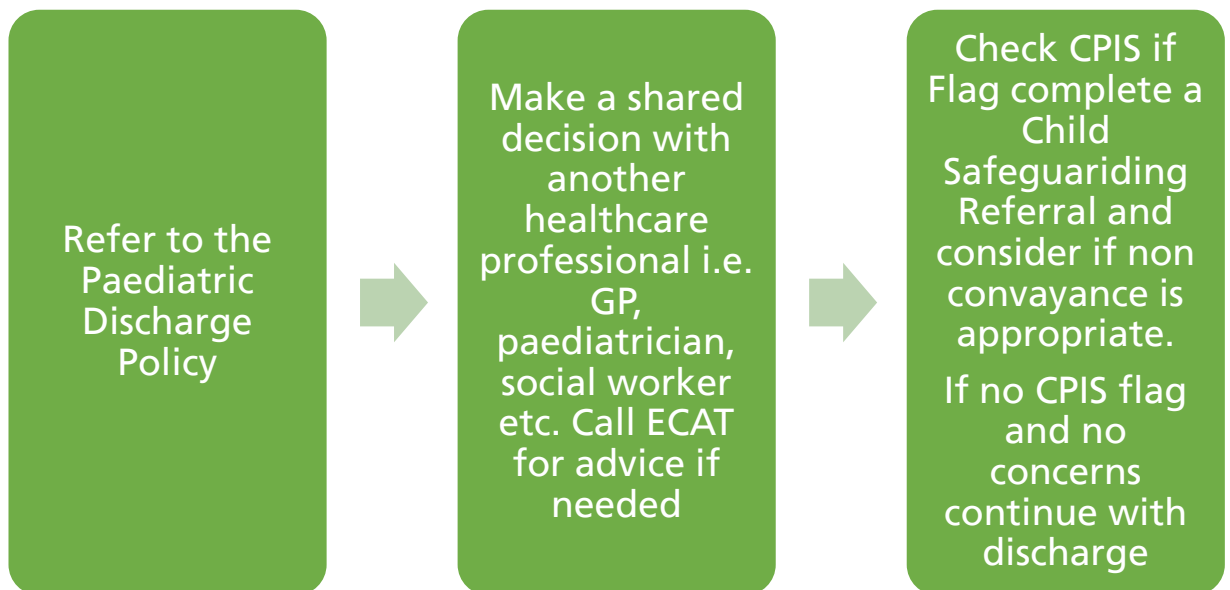 Refer to the
Paediatric
Discharge
Policy
Make a shared
decision with
another
healthcare
professional i.e.
GP,
paediatrician,
social worker
etc. Call ECAT
for advice if
needed
Check CPIS if
Flag complete a
Child
Safeguariding
Referral and
consider if non
convayance is
appropriate.
If no CPIS flag
and no
concerns
continue with
discharge